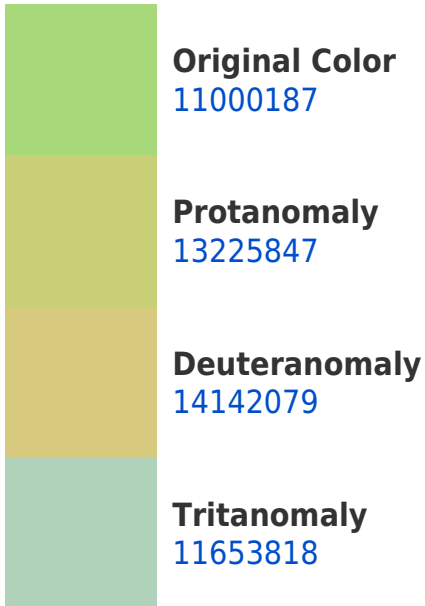 Original Color
11000187
Protanomaly
13225847
Deuteranomaly
14142079
Tritanomaly
11653818